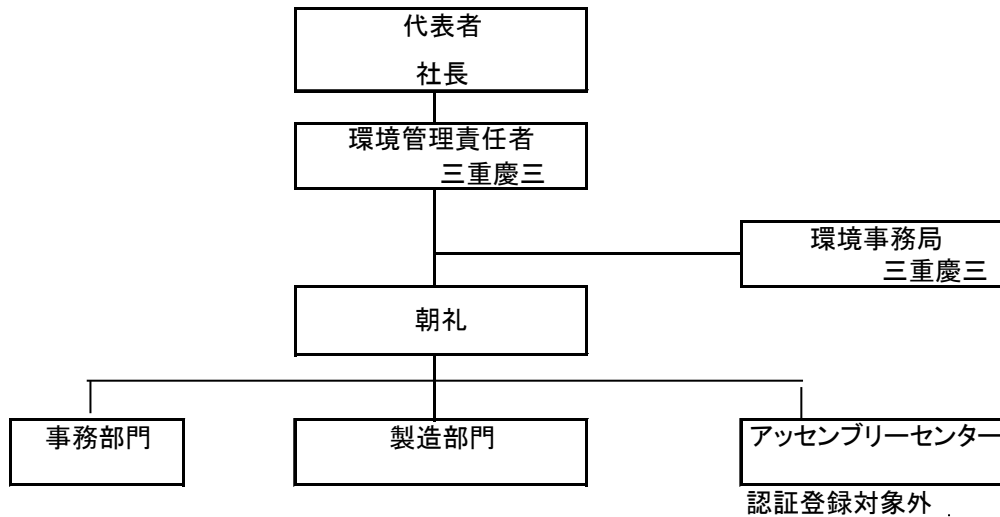 代表者
社長
環境管理責任者
三重慶三
環境事務局
三重慶三
朝礼
事務部門
製造部門
アッセンブリーセンター
認証登録対象外